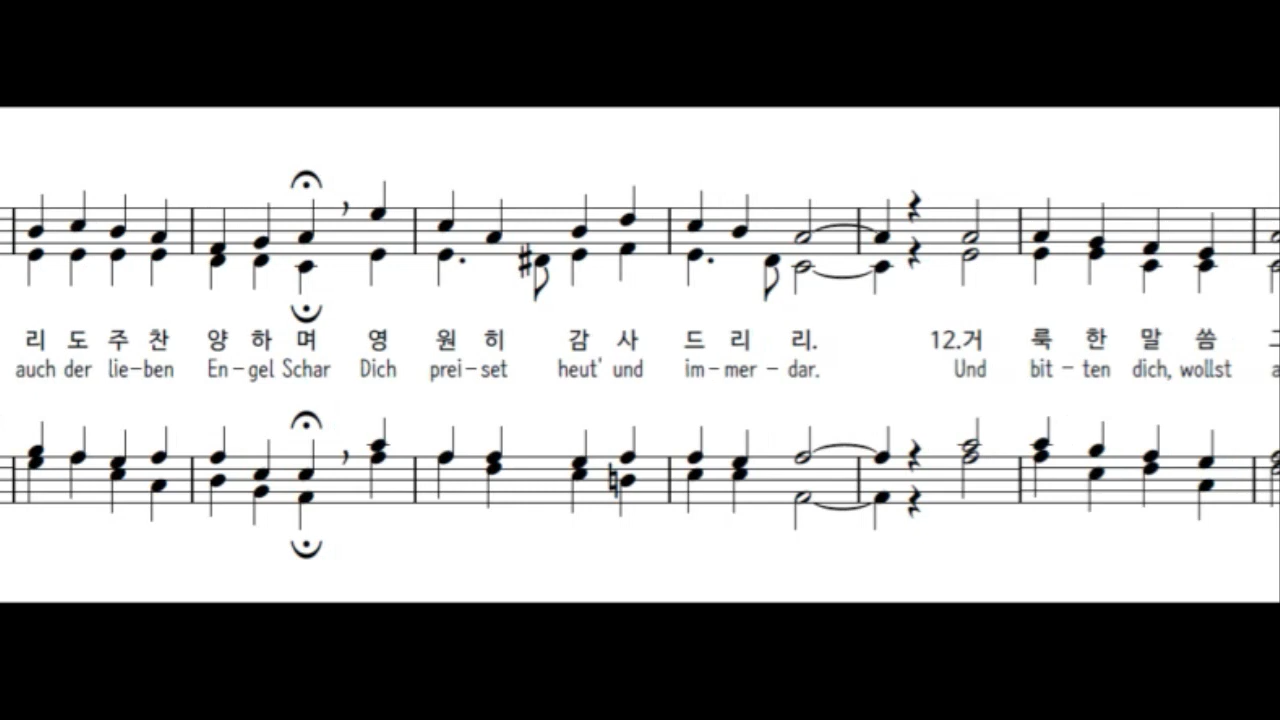 리 도 주 찬 양 하 며 영 원 히 감 사 드 리 리. 12.거 룩 한 말 씀
auch der lie-ben En-gel Schar Dich prei-set heut' und im-mer-dar. Und bit-ten dich, wollst